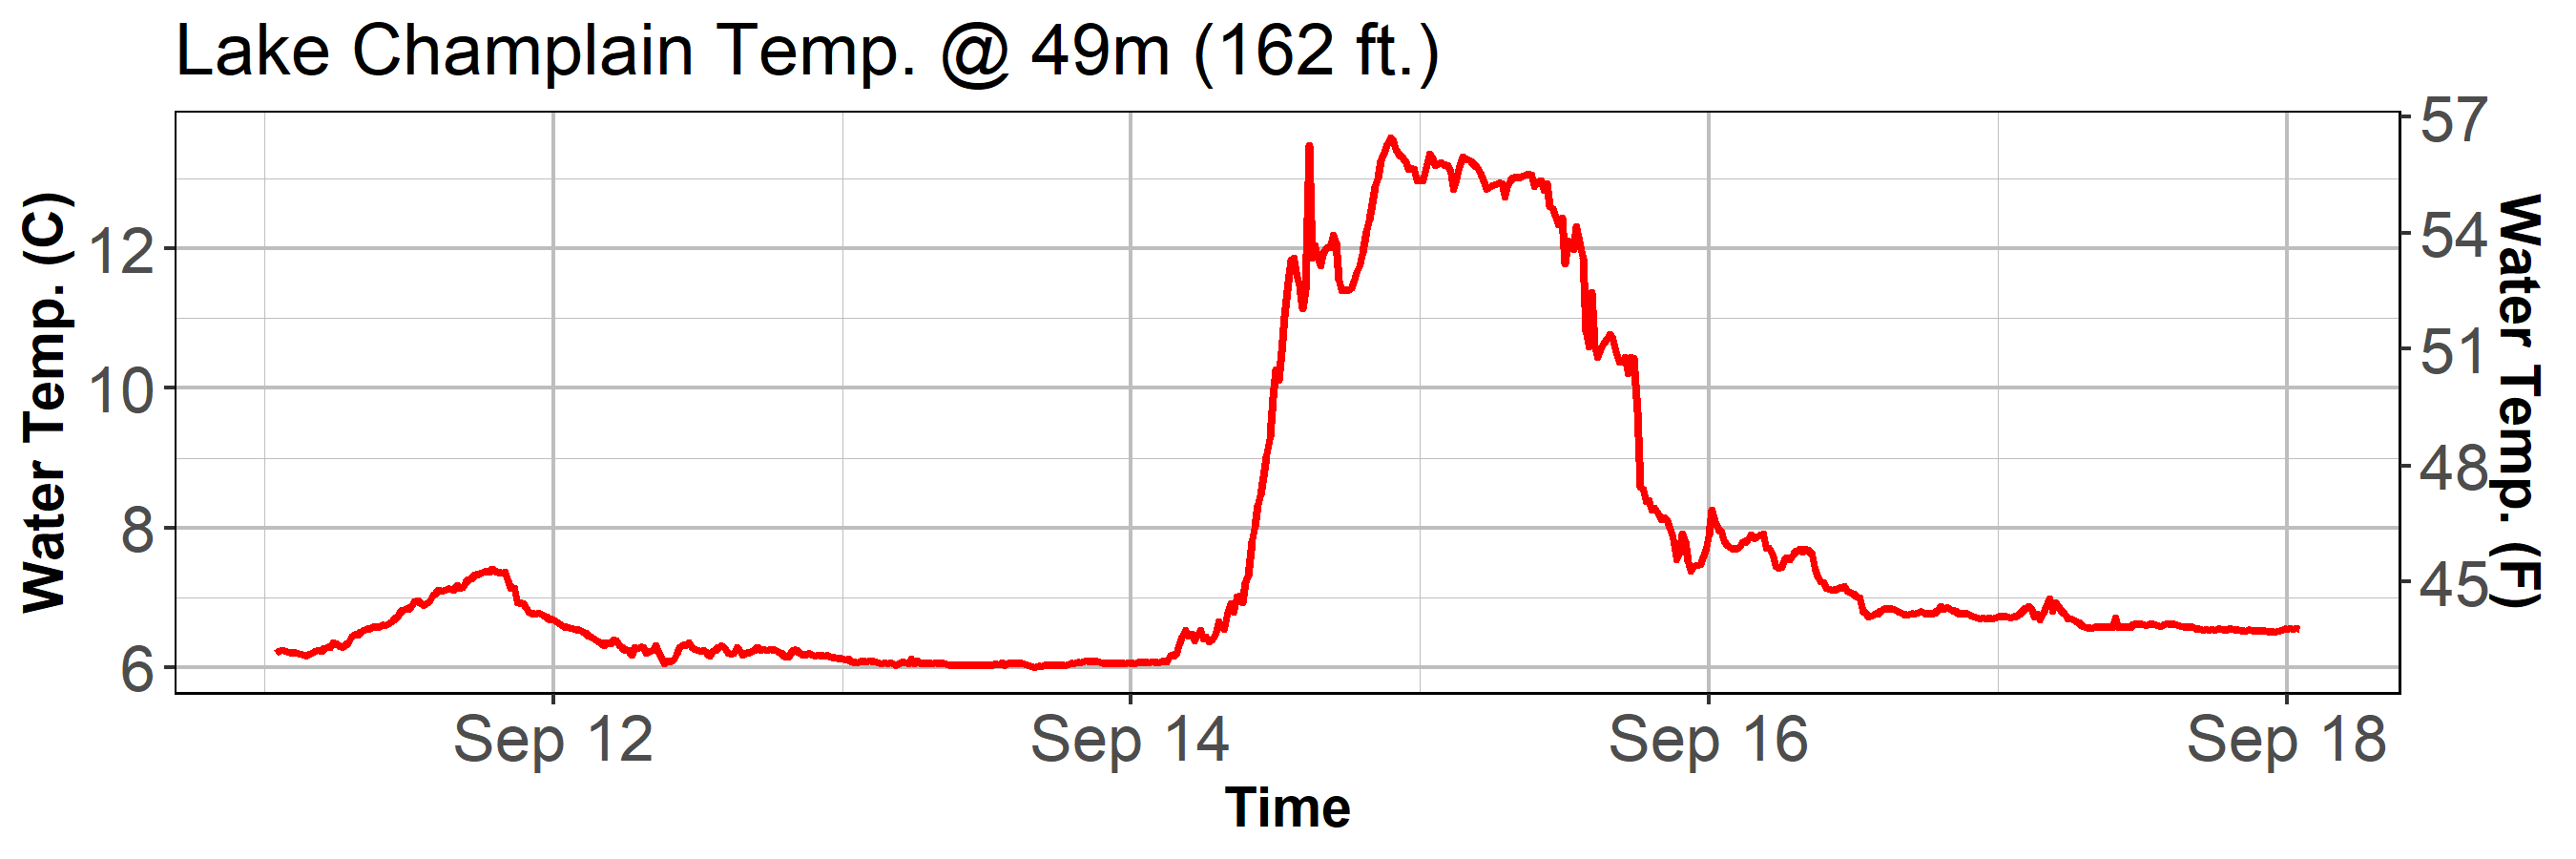 Lake Champlain Temp. @ 49m (162 ft.)
Water Temp. (C)
12
10
8
6
57
54
51
48
45
Water Temp. (F)
Sep 12
Sep 14
Sep 16
Sep 18
Time